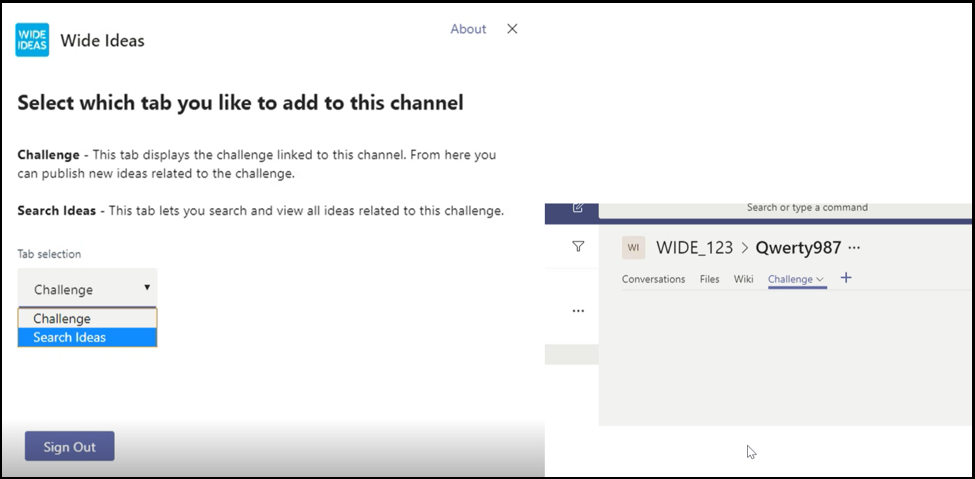 WIDE
IDEAS
Wide Ideas
About
Select which tab you like to add to this channel
Challenge - This tab displays the challenge linked to this channel. From here you
can publish new ideas related to the challenge.
Search Ideas - This tab lets you search and view all ideas related to this challenge.
Tab selection
Challenge
Challenge
Search Ideas
Sign Out
Search or type a command
WI WIDE_123 > Qwerty987 ···
Conversations Files Wiki Challenge +